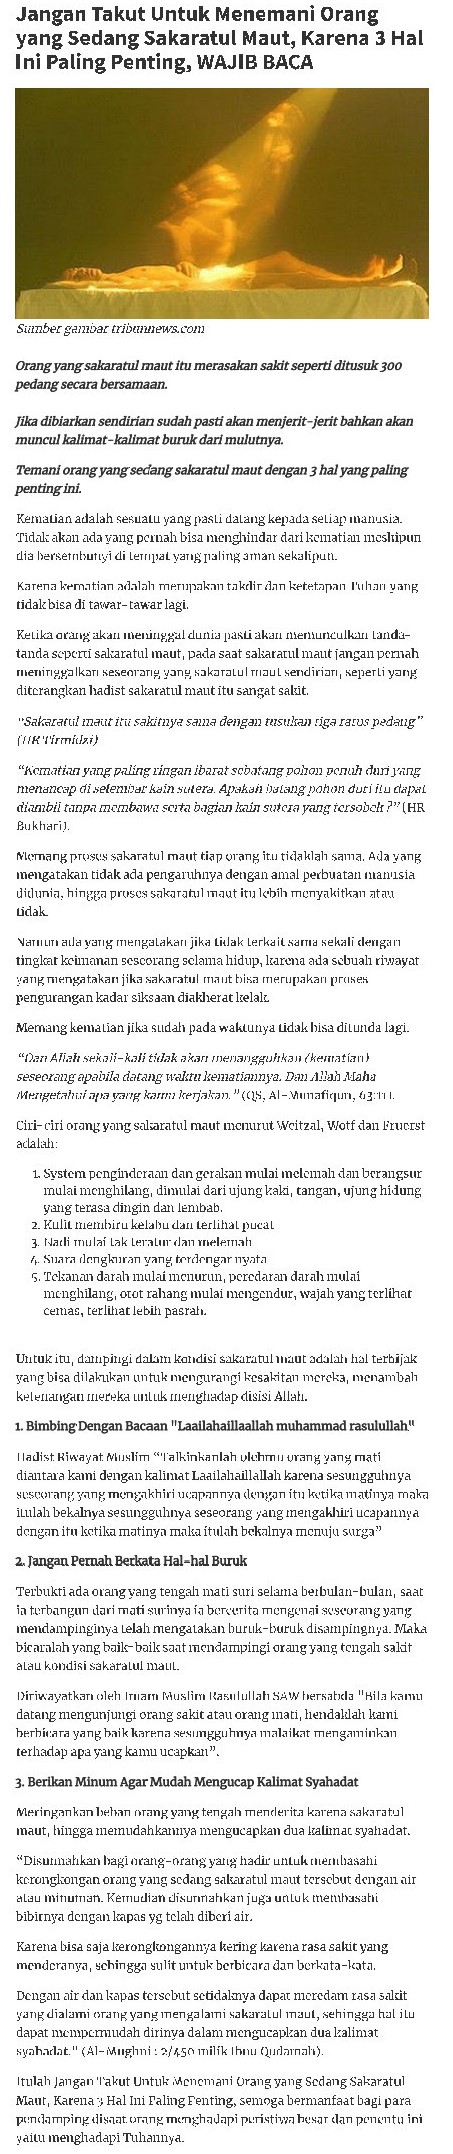 Jangan Takut Untuk Menemani Orang
yang Sedang Sakaratul Maut, Karena 3 Hal
Ini Paling Penting, WAJIB BACA
Sumber gambar tribunnews.com
Orang yang sakaratul maut itu merasakan sakit seperti ditusuk 300
pedang secara bersamaan.
Jika dibiarkan sendirian sudah pasti akan menjerit-jerit bahkan akan
muncul kalimat-kalimat buruk dari mulutnya.
Temani orang yang sedang sakaratul maut dengan 3 hal yang paling
penting ini.
Kematian adalah sesuatu yang pasti datang kepada setiap manusia.
Tidak akan ada yang pernah bisa menghindar dari kematian meskipun
dia bersembunyi di tempat yang paling aman sekalipun.
Karena kematian adalah merupakan takdir dan ketetapan Tuhan yang
tidak bisa di tawar-tawar lagi.
Ketika orang akan meninggal dunia pasti akan memunculkan tanda-
tanda seperti sakaratul maut, pada saat sakaratul maut jangan pernah
meninggalkan seseorang yang sakaratul maut sendirian, seperti yang
diterangkan hadist sakaratul maut itu sangat sakit.
"Sakaratul maut itu sakitnya sama dengan tusukan tiga ratus pedang"
(HR Tirmidzi)
"Kematian yang paling ringan ibarat sebatang pohon penuh duri yang
menancap di selembar kain sutera. Apakah batang pohon duri itu dapat
diambil tanpa membawa serta bagian kain sutera yang tersobek ?" (HR
Bukhari).
Memang proses sakaratul maut tiap orang itu tidaklah sama. Ada yang
mengatakan tidak ada pengaruhnya dengan amal perbuatan manusia
didunia, hingga proses sakaratul maut itu lebih menyakitkan atau
tidak.
Namun ada yang mengatakan jika tidak terkait sama sekali dengan
tingkat keimanan seseorang selama hidup, karena ada sebuah riwayat
yang mengatakan jika sakaratul maut bisa merupakan proses
pengurangan kadar siksaan diakherat kelak.
Memang kematian jika sudah pada waktunya tidak bisa ditunda lagi.
"Dan Allah sekali-kali tidak akan menangguhkan (kematian)
seseorang apabila datang waktu kematiannya. Dan Allah Maha
Mengetahui apa yang kamu kerjakan." (QS, Al-Munafiqun, 63:11).
Ciri-ciri orang yang sakaratul maut menurut Weitzal, Wotf dan Fruerst
adalah:
1. System penginderaan dan gerakan mulai melemah dan berangsur
mulai menghilang, dimulai dari ujung kaki, tangan, ujung hidung
yang terasa dingin dan lembab.
2. Kulit membiru kelabu dan terlihat pucat
3. Nadi mulai tak teratur dan melemah
4. Suara dengkuran yang terdengar nyata
5. Tekanan darah mulai menurun, peredaran darah mulai
menghilang, otot rahang mulai mengendur, wajah yang terlihat
cemas, terlihat lebih pasrah.
Untuk itu, dampingi dalam kondisi sakaratul maut adalah hal terbijak
yang bisa dilakukan untuk mengurangi kesakitan mereka, menambah
ketenangan mereka untuk menghadap disisi Allah.
1. Bimbing Dengan Bacaan "Laailahaillaallah muhammad rasulullah"
Hadist Riwayat Muslim "Talkinkanlah olehmu orang yang mati
diantara kami dengan kalimat Laailahaillallah karena sesungguhnya
seseorang yang mengakhiri ucapannya dengan itu ketika matinya maka
itulah bekalnya sesungguhnya seseorang yang mengakhiri ucapannya
dengan itu ketika matinya maka itulah bekalnya menuju surga"
2. Jangan Pernah Berkata Hal-hal Buruk
Terbukti ada orang yang tengah mati suri selama berbulan-bulan, saat
ia terbangun dari mati surinya ia bercerita mengenai seseorang yang
mendampinginya telah mengatakan buruk-buruk disampingnya. Maka
bicaralah yang baik-baik saat mendampingi orang yang tengah sakit
atau kondisi sakaratul maut.
Diriwayatkan oleh Imam Muslim Rasulullah SAW bersabda "Bila kamu
datang mengunjungi orang sakit atau orang mati, hendaklah kami
berbicara yang baik karena sesungguhnya malaikat mengaminkan
terhadap apa yang kamu ucapkan".
3. Berikan Minum Agar Mudah Mengucap Kalimat Syahadat
Meringankan beban orang yang tengah menderita karena sakaratul
maut, hingga memudahkannya mengucapkan dua kalimat syahadat.
"Disunnahkan bagi orang-orang yang hadir untuk membasahi
kerongkongan orang yang sedang sakaratul maut tersebut dengan air
atau minuman. Kemudian disunnahkan juga untuk membasahi
bibirnya dengan kapas yg telah diberi air.
Karena bisa saja kerongkongannya kering karena rasa sakit yang
menderanya, sehingga sulit untuk berbicara dan berkata-kata.
Dengan air dan kapas tersebut setidaknya dapat meredam rasa sakit
yang dialami orang yang mengalami sakaratul maut, sehingga hal itu
dapat mempermudah dirinya dalam mengucapkan dua kalimat
syahadat." (Al-Mughni : 2/450 milik Ibnu Qudamah).
Itulah Jangan Takut Untuk Menemani Orang yang Sedang Sakaratul
Maut, Karena 3 Hal Ini Paling Penting, semoga bermanfaat bagi para
pendamping disaat orang menghadapi peristiwa besar dan penentu ini
yaitu menghadapi Tuhannya.